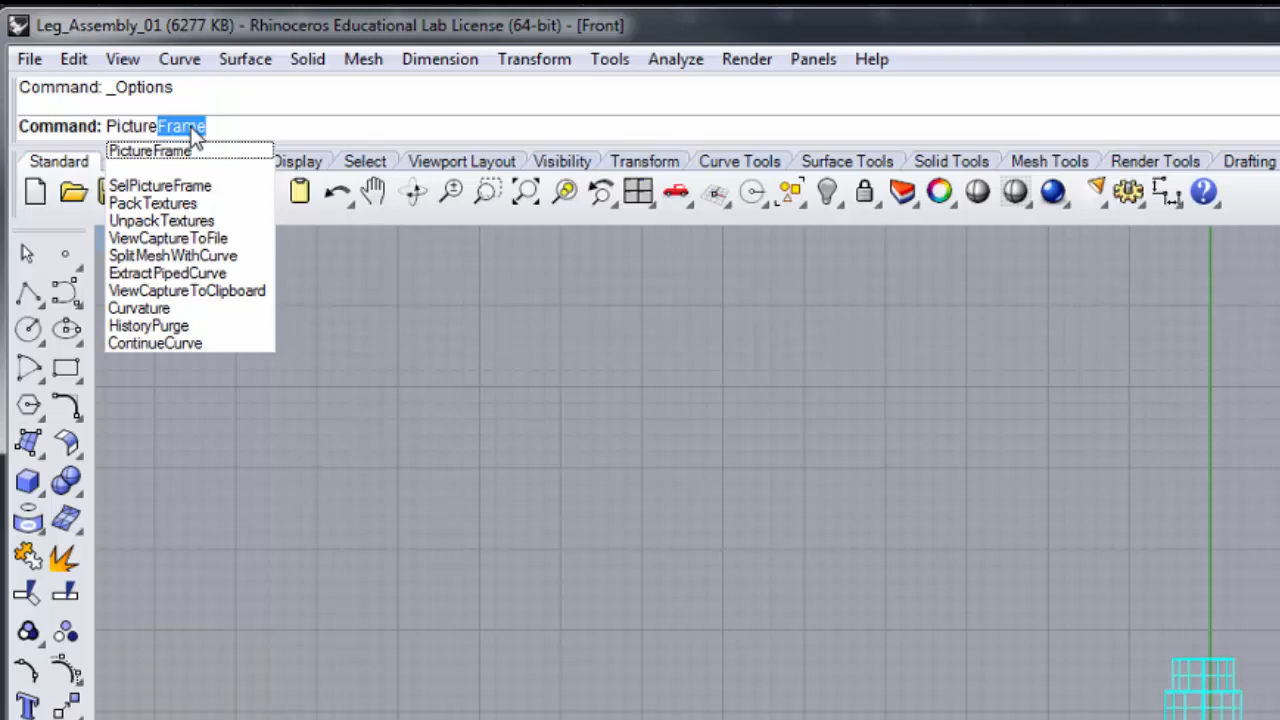 Leg_Assembly_01 (6277 KB) - Rhinoceros Educational Lab License (64-bit) - [Front]
File Edit View Curve Surface Solid Mesh Dimension Transform Tools Analyze Render Panels Help
Command: _Options
Command: PictureFrame
PictureFrame
Standard Display Select Viewport Layout Visibility Transform Curve Tools Surface Tools Solid Tools Mesh Tools Render Tools Drafting
SelPictureFrame
PackTextures
UnpackTextures
ViewCaptureToFile
SplitMeshWithCurve
ExtractPipedCurve
ViewCaptureToClipboard
Curvature
HistoryPurge
ContinueCurve